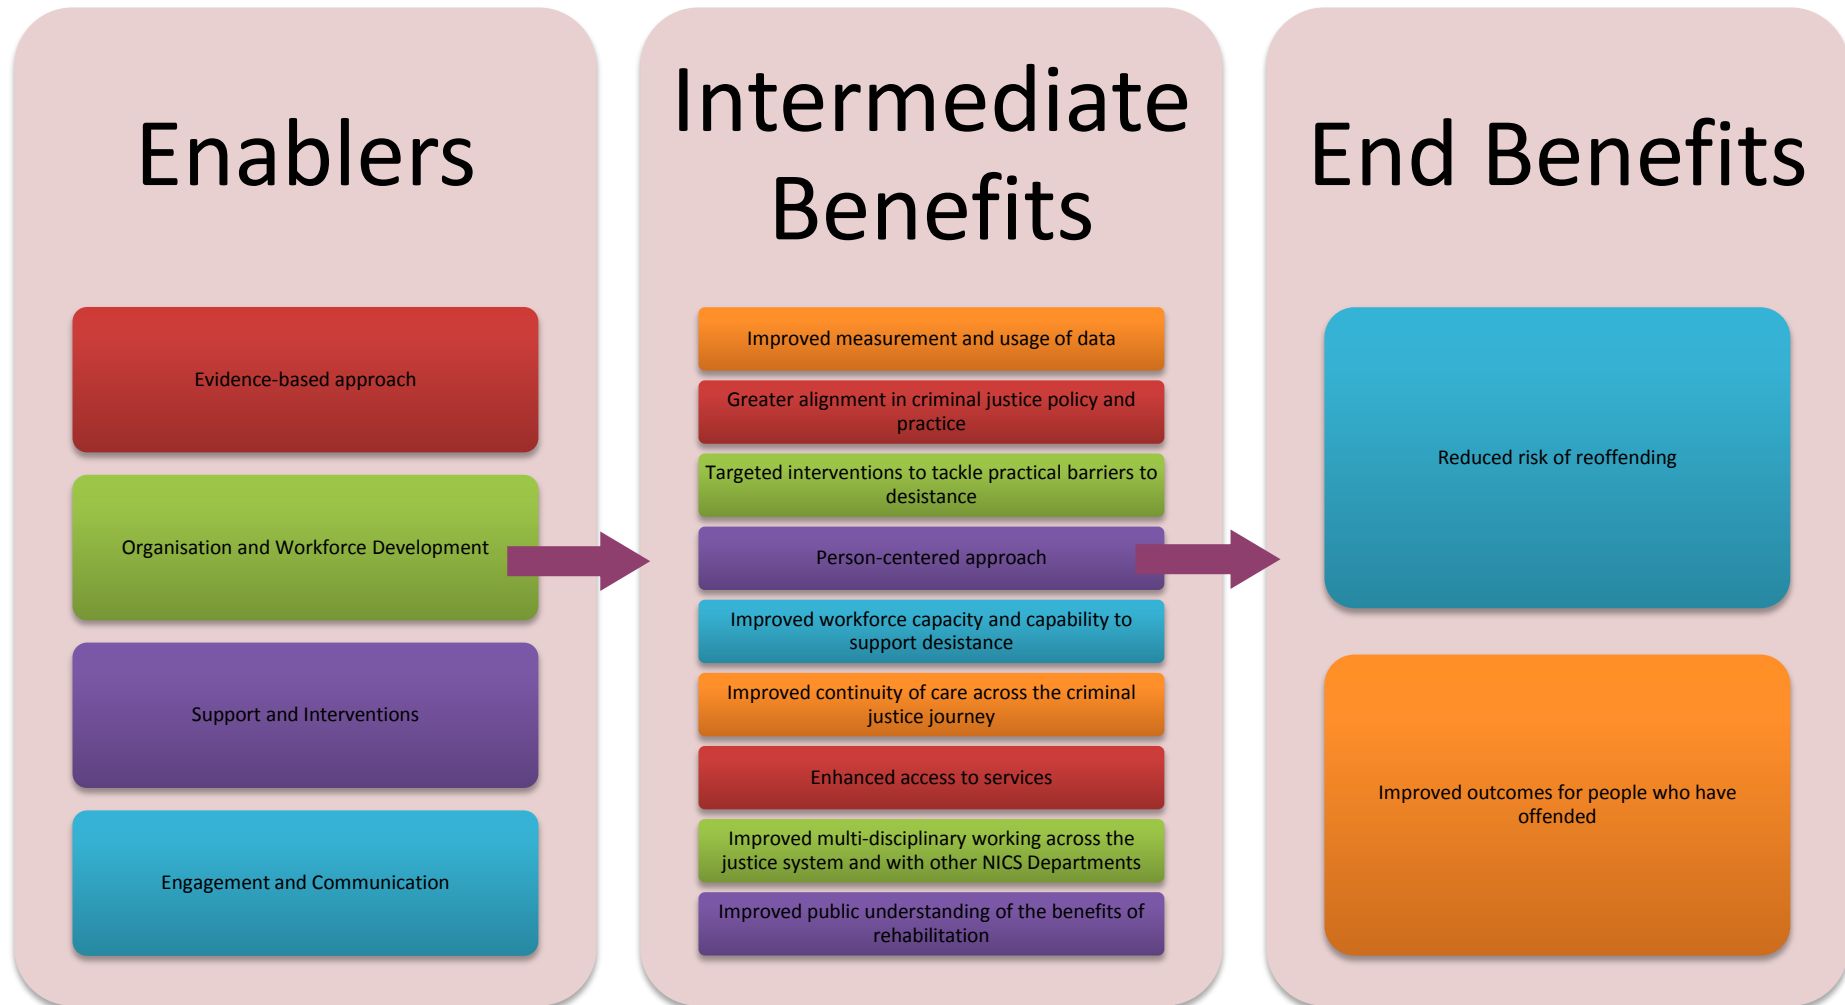 Enablers
Evidence-based approach
Organisation and Workforce Development
Support and Interventions
Engagement and Communication
Intermediate
Benefits
Improved measurement and usage of data
Greater alignment in criminal justice policy and
practice
Targeted interventions to tackle practical barriers to
desistance
Person-centered approach
Improved workforce capacity and capability to
support desistance
Improved continuity of care across the criminal
justice journey
Enhanced access to services
Improved multi-disciplinary working across the
justice system and with other NICS Departments
Improved public understanding of the benefits of
rehabilitation
End Benefits
Reduced risk of reoffending
Improved outcomes for people who have
offended